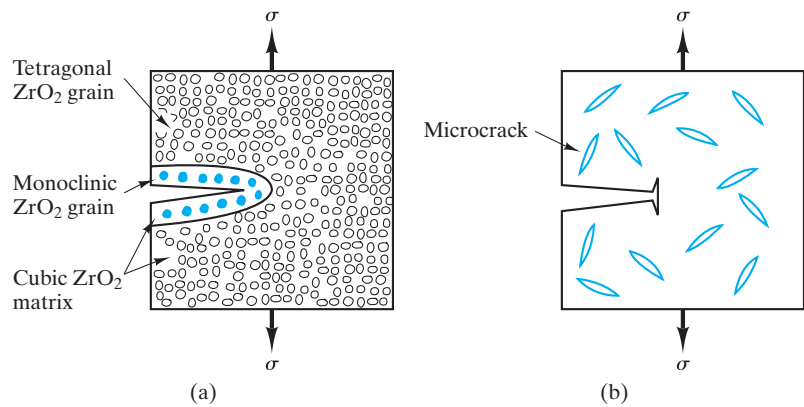 σ
Tetragonal
ZrO₂ grain
Monoclinic
ZrO₂ grain
Cubic ZrO₂
matrix
σ
(a)
σ
Microcrack
σ
(b)